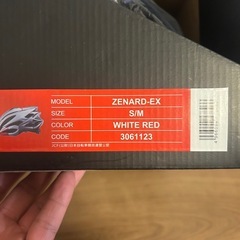 MODEL ZENARD-EX
SIZE S/M
COLOR WHITE RED
CODE 3061123